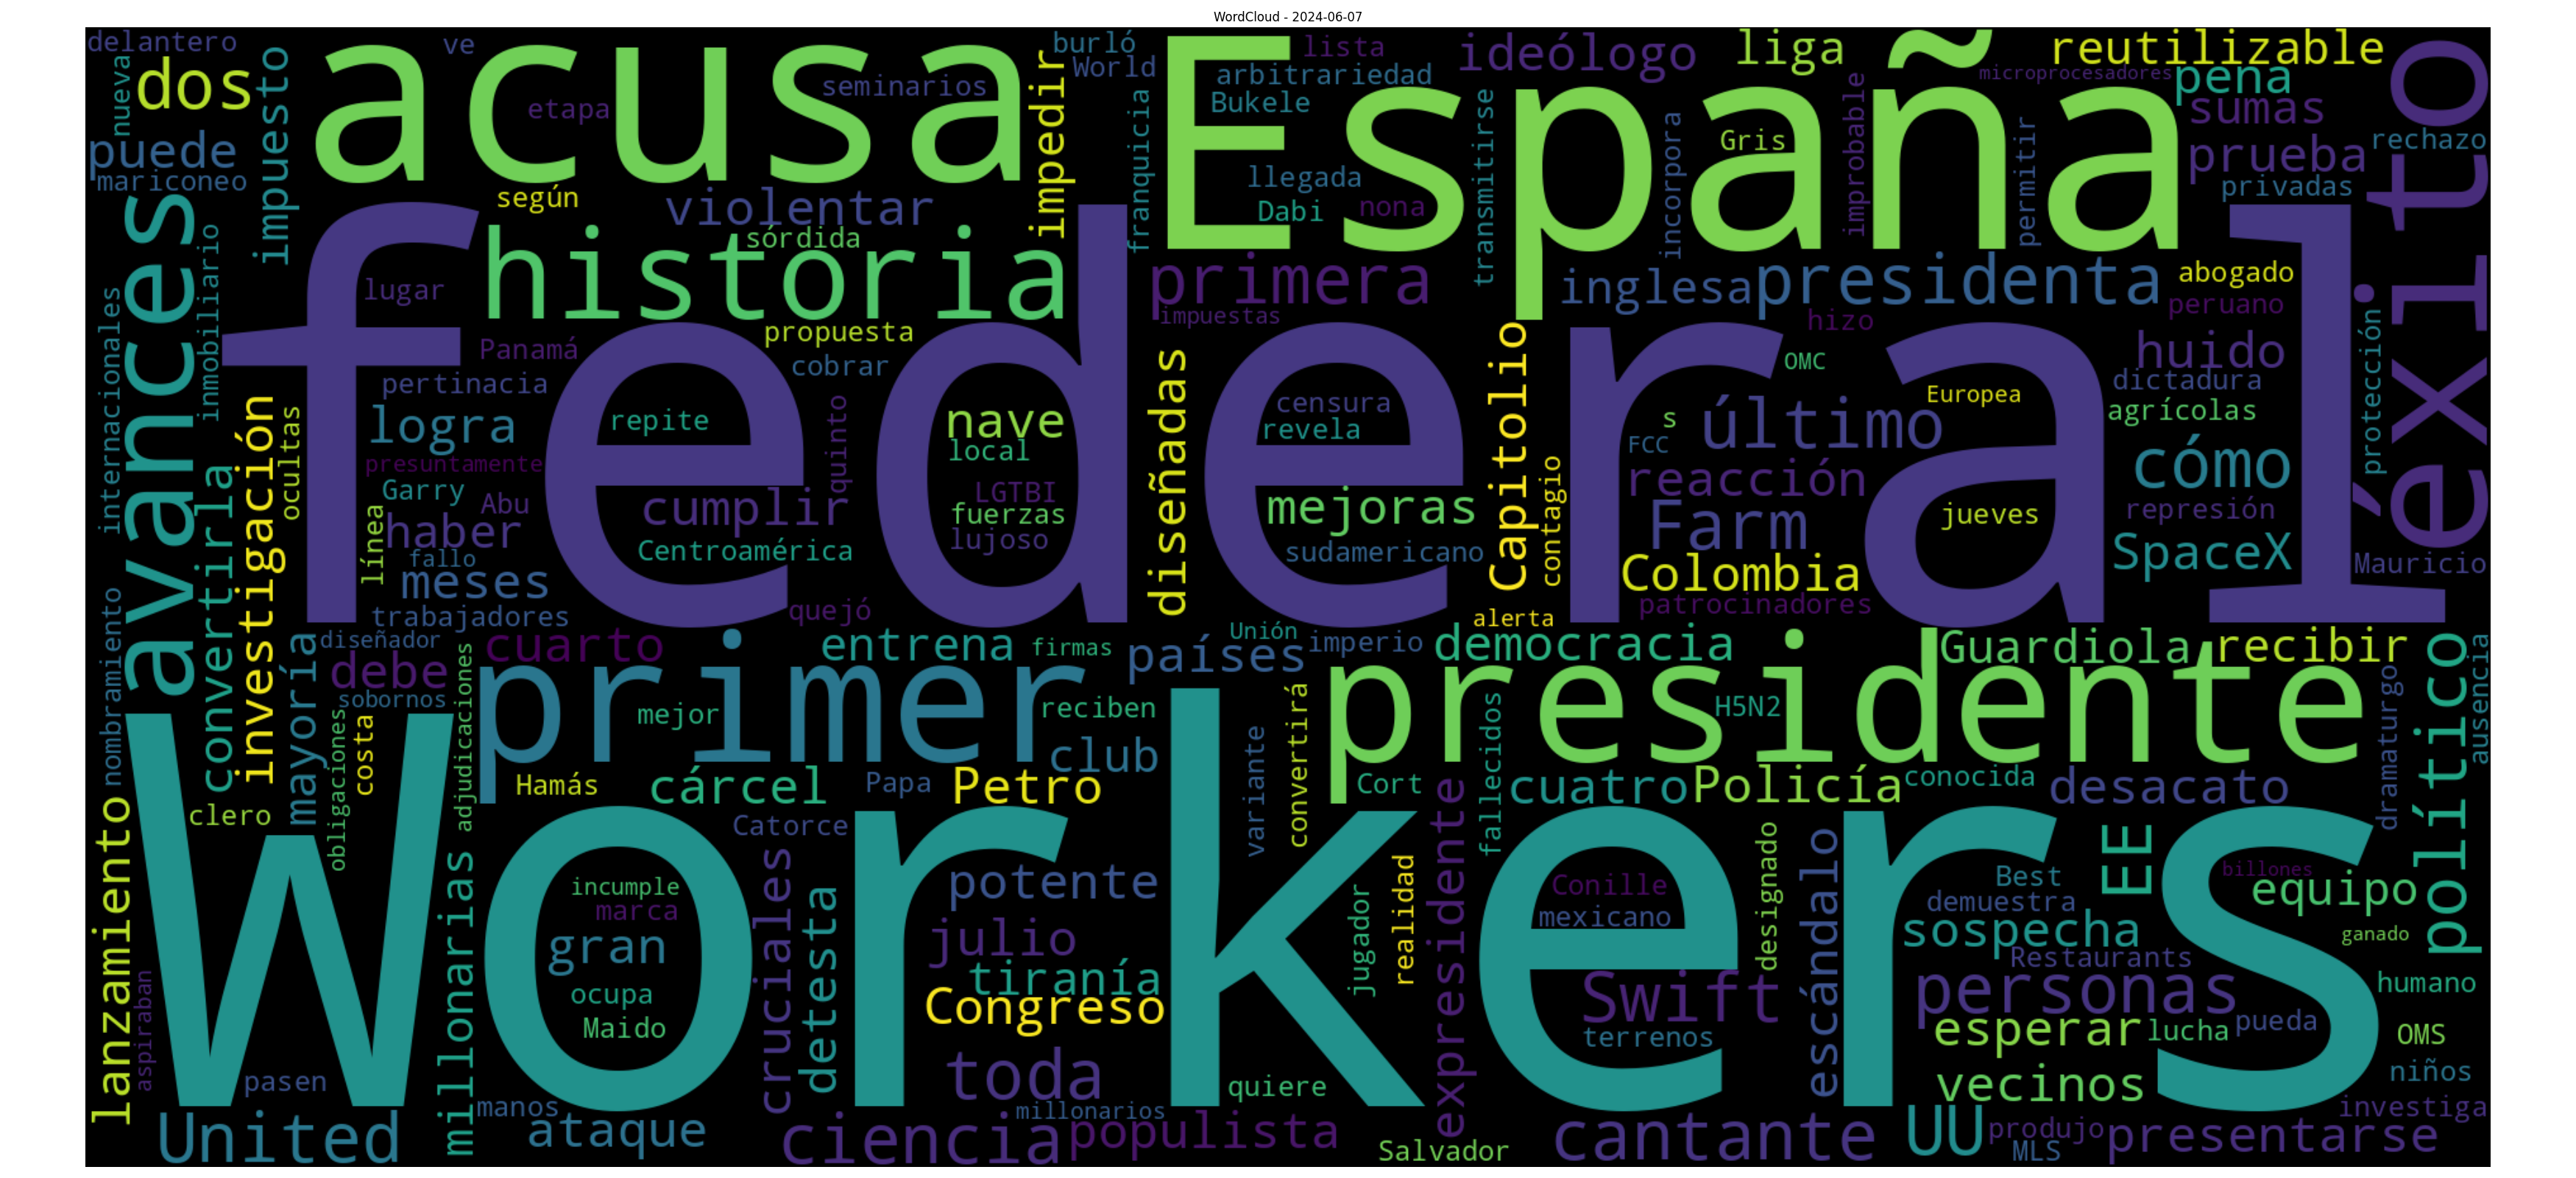 WordCloud - 2024-06-07
delantero
ve
burló
lista
ideólogo
liga
reutilizable
éxito
nueva
dos
impuesto
acusa
seminarios
etapa
impedir
World
España
arbitrariedad
Bukele
transmitirse
microprocesadores
pena
sumas
puede
mariconeo
franquicia
llegada
Dabi
nona
incorpora
Gris
improbable
permitir
prueba
rechazo
privadas
avances
según
violentar
sórdida
historia
federal
inmobiliario
internacionales
lugar
primera
impuestas
inglesa
presidenta
abogado
peruano
hizo
Panamá
propuesta
cobrar
pertinacia
Capitolio
OMC
huido
protección
dictadura
agrícolas
Europea
diseñadas
censura
revela
s
FCC
último
logra
repite
quinto
nave
local
investigación
ocultas
convertirla
presuntamente
Garry
Abu
haber
línea
fallo
meses
trabajadores
cumplir
Centroamérica
LGTBI
fuerzas
lujoso
mejoras
sudamericano
contagio
reacción
Farm
jueves
cómo
represión
SpaceX
Colombia
patrocinadores
Mauricio
quejó
alerta
nombramiento
mayoría
diseñador
debe
sobornos
cuarto
entrena
firmas
Unión
países
imperio
democracia
Guardiola
recibir
político
ausencia
dramaturgo
primer
presidente
mejor
reciben
club
H5N2
fallecidos
convertirá
variante
obligaciones
costa
adjudicaciones
Hamás
cárcel
Papa
Petro
Cort
cuatro
Policía
conocida
desacato
Workers
lanzamiento
clero
Catorce
cruciales
millonarias
incumple
marca
gran
ocupa
Maido
detesta
potente
julio
tiranía
Congreso
toda
jugador
realidad
expresidente
Conille
mexicano
designado
Swift
terrenos
escándalo
EE
Best
demuestra
sospecha
Restaurants
personas
billones
equipo
ganado
humano
esperar
lucha
pueda
OMS
vecinos
niños
investiga
aspiraban
pasen
United
manos
ataque
ciencia
millonarios
populista
quiere
Salvador
cantante
UU
produjo
MLS
presentarse